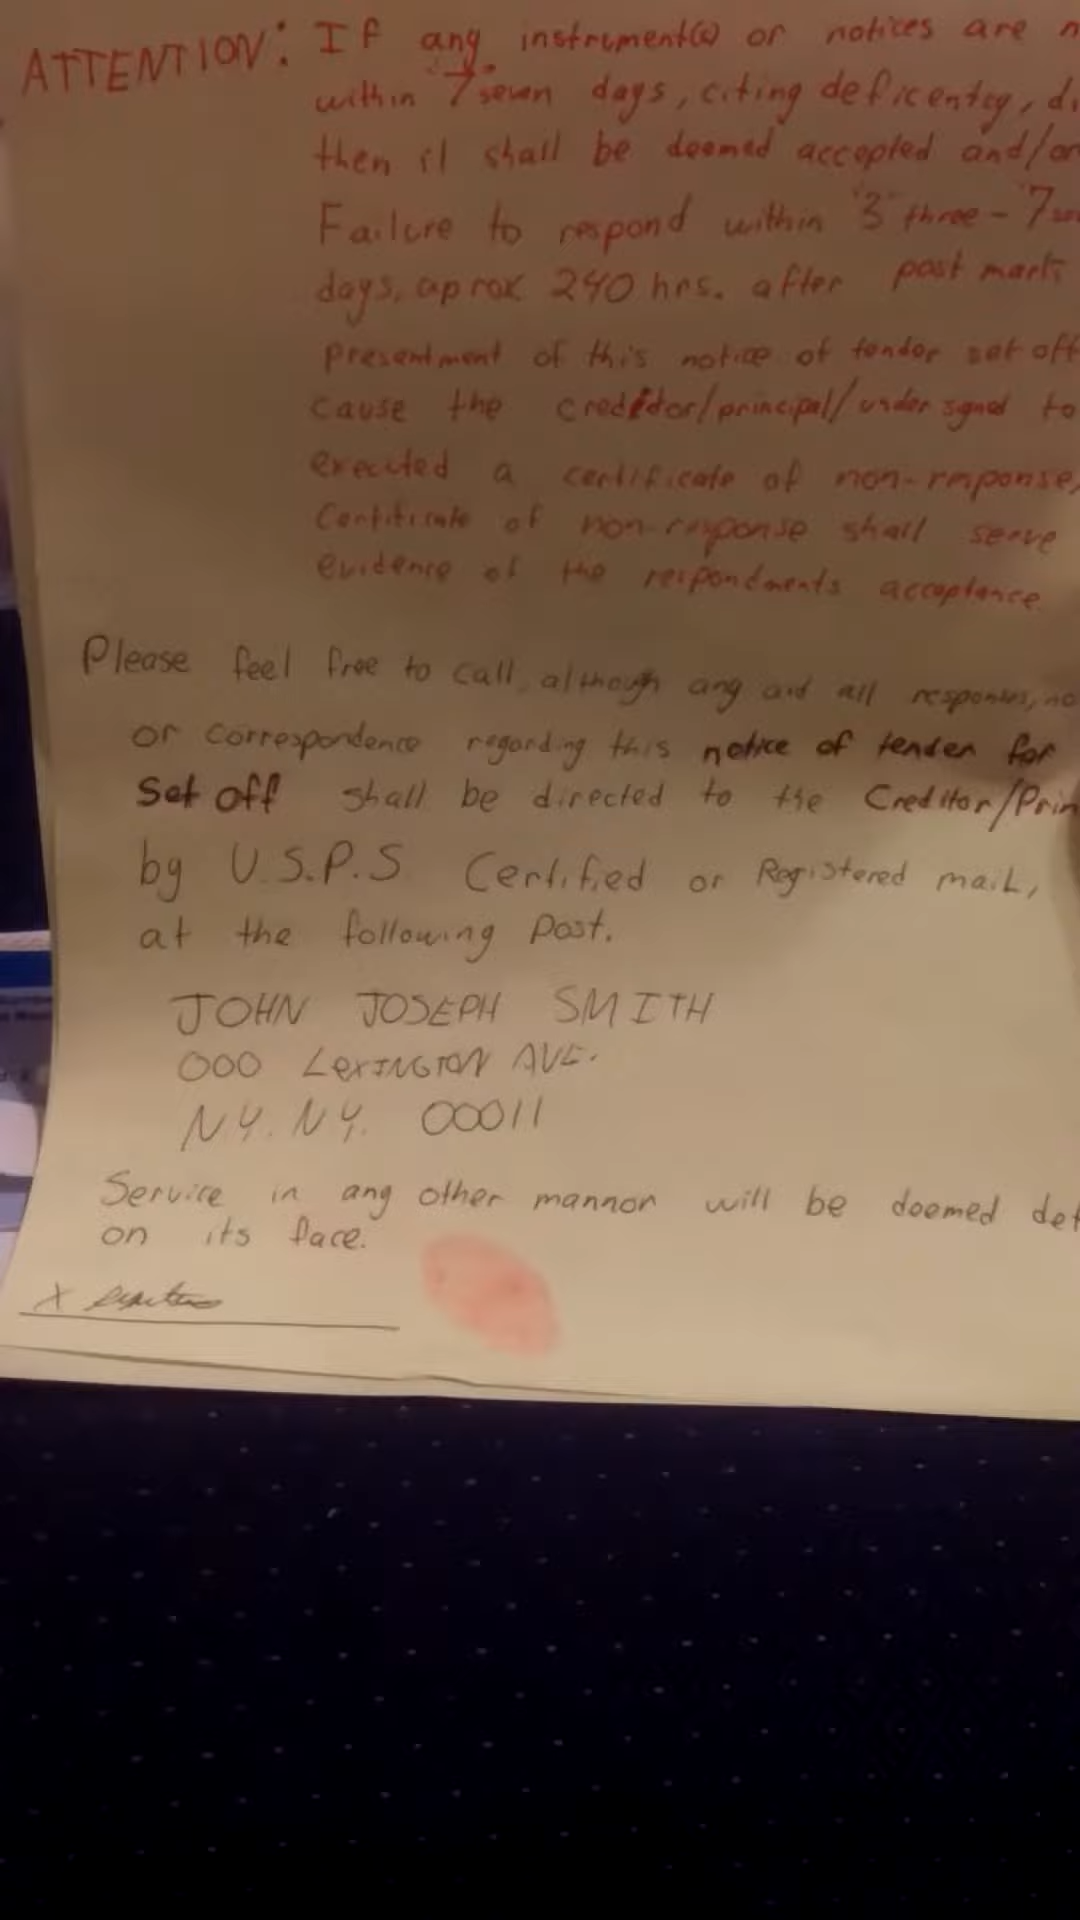 ATTENTION: If any instrument(s) or notices are n
within "7" seven days, citing deficentcy, di
then it shall be deemed accepted and/or
Failure to respond within "3" three - "7
days, aprox 240 hrs. after post mark,
presentment of this notice of tender set off
cause the creditor/principal/undersigned to
executed a certificate of non-response,
Certificate of non-response shall serve
evidence of the respondments acceptance
Please feel free to call, although any and all responses, no
or correspondence regarding this notice of tender for
Set off shall be directed to the Creditor/Prin
by U.S.P.S Certified or Registered mail,
at the following Post.
JOHN JOSEPH SMITH
000 LEXINGTON AVE.
N.Y. N.Y. 00011
Service in any other mannor will be deemed def
on its face.
X